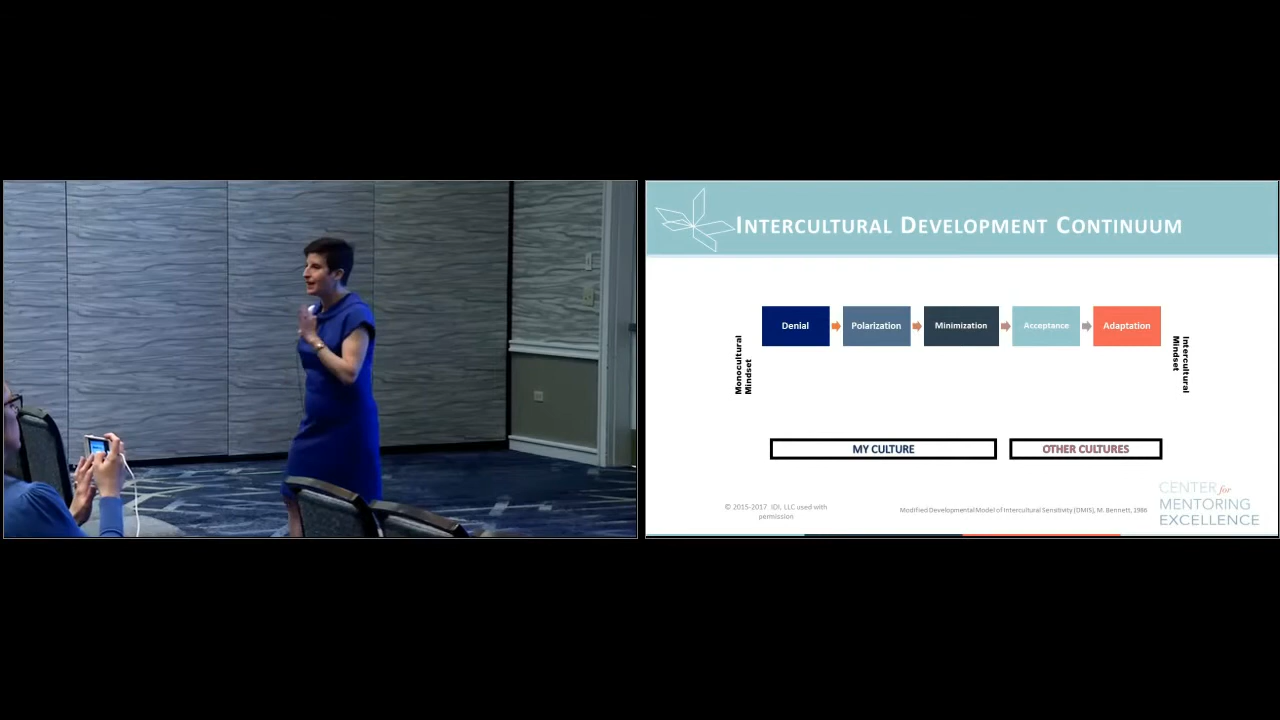 INTERCULTURAL DEVELOPMENT CONTINUUM
Denial
Polarization
Minimization
Acceptance
Adaptation
Monocultural
Mindset
Intercultural
Mindset
MY CULTURE
OTHER CULTURES
© 2015-2017 IDI, LLC used with
permission
Modified Developmental Model of Intercultural Sensitivity (DMIS), M. Bennett, 1986
CENTER for
MENTORING
EXCELLENCE